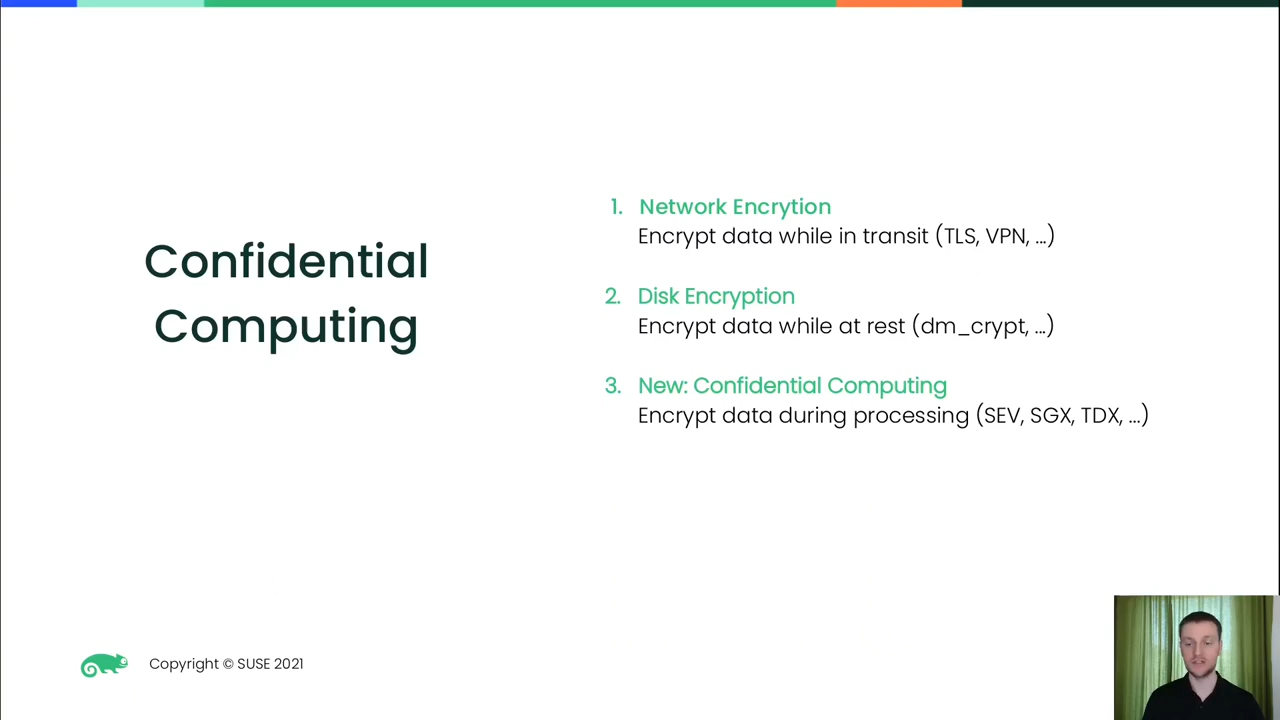 Confidential
Computing
1. Network Encrytion
Encrypt data while in transit (TLS, VPN, ...)
2. Disk Encryption
Encrypt data while at rest (dm_crypt, ...)
3. New: Confidential Computing
Encrypt data during processing (SEV, SGX, TDX, ...)
Copyright © SUSE 2021